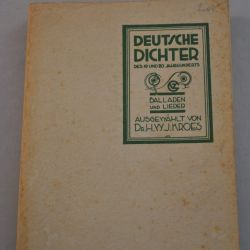 DEUTSCHE
DICHTER
DES 19 UND 20 JAHRHUNDERTS
BALLADEN
UND LIEDER
AUSGEWÄHLT VON
DR. H.W.J. KROES